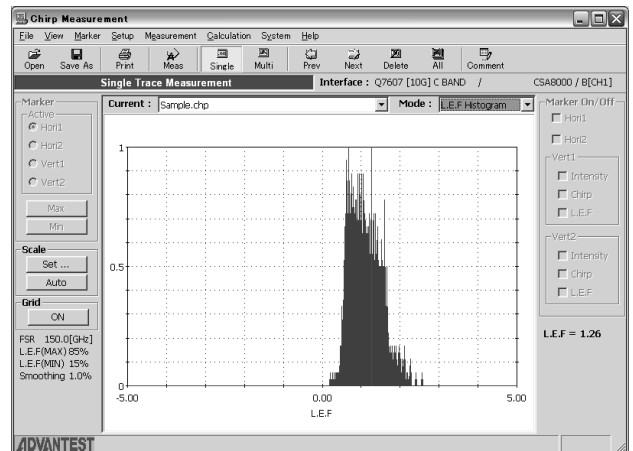 Chirp Measurement
File View Marker Setup Measurement Calculation System Help
Open Save As Print Meas Single Multi Prev Next Delete All Comment
Single Trace Measurement Interface : Q7607 [10G] C BAND / CSA8000 / B[CH1]
Marker
Active
Hori1
Hori2
Vert1
Vert2
Max
Min
Scale
Set ...
Auto
Grid
ON
FSR 150.0[GHz]
L.E.F(MAX) 85%
L.E.F(MIN) 15%
Smoothing 1.0%
Current : Sample.chp Mode : L.E.F Histogram
1
0.5
0
-5.00 0.00 5.00
L.E.F
Marker On/Off
Hori1
Hori2
Vert1
Intensity
Chirp
L.E.F
Vert2
Intensity
Chirp
L.E.F
L.E.F = 1.26
ADVANTEST